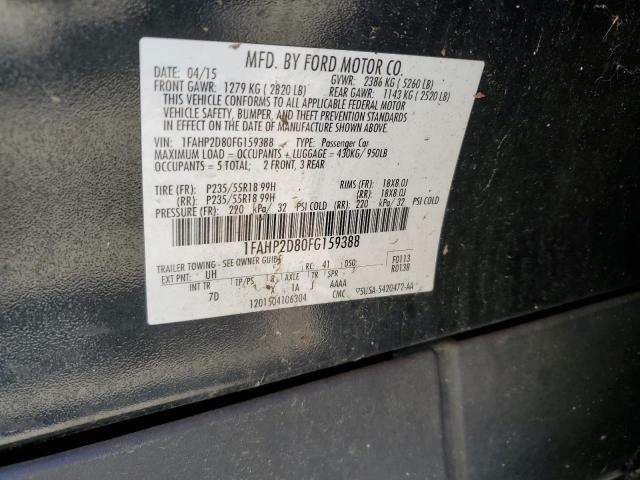 MFD. BY FORD MOTOR CO.
DATE: 04/15 GVWR: 2386 KG ( 5260 LB)
FRONT GAWR: 1279 KG ( 2820 LB) REAR GAWR: 1143 KG ( 2520 LB)
THIS VEHICLE CONFORMS TO ALL APPLICABLE FEDERAL MOTOR
VEHICLE SAFETY, BUMPER, AND THEFT PREVENTION STANDARDS
IN EFFECT ON THE DATE OF MANUFACTURE SHOWN ABOVE.
VIN: 1FAHP2D80FG159388 TYPE: Passenger Car
MAXIMUM LOAD = OCCUPANTS + LUGGAGE = 430KG/ 950LB
OCCUPANTS = 5 TOTAL; 2 FRONT, 3 REAR
TIRE (FR): P235/55R18 99H RIMS (FR): 18X8.0J
(RR): P235/55R18 99H (RR): 18X8.0J
PRESSURE (FR): 220 kPa/ 32 PSI COLD (RR): 220 kPa/ 32 PSI COLD
1FAHP2D80FG159388
TRAILER TOWING - SEE OWNER GUIDE F0113
EXT PNT: UH RC: 41 DSO: R0138
INT TR TP/PS R AXLE TR SPR
7D 1A J AAAA
1201504106304 CMC SUSA-5420472-AA